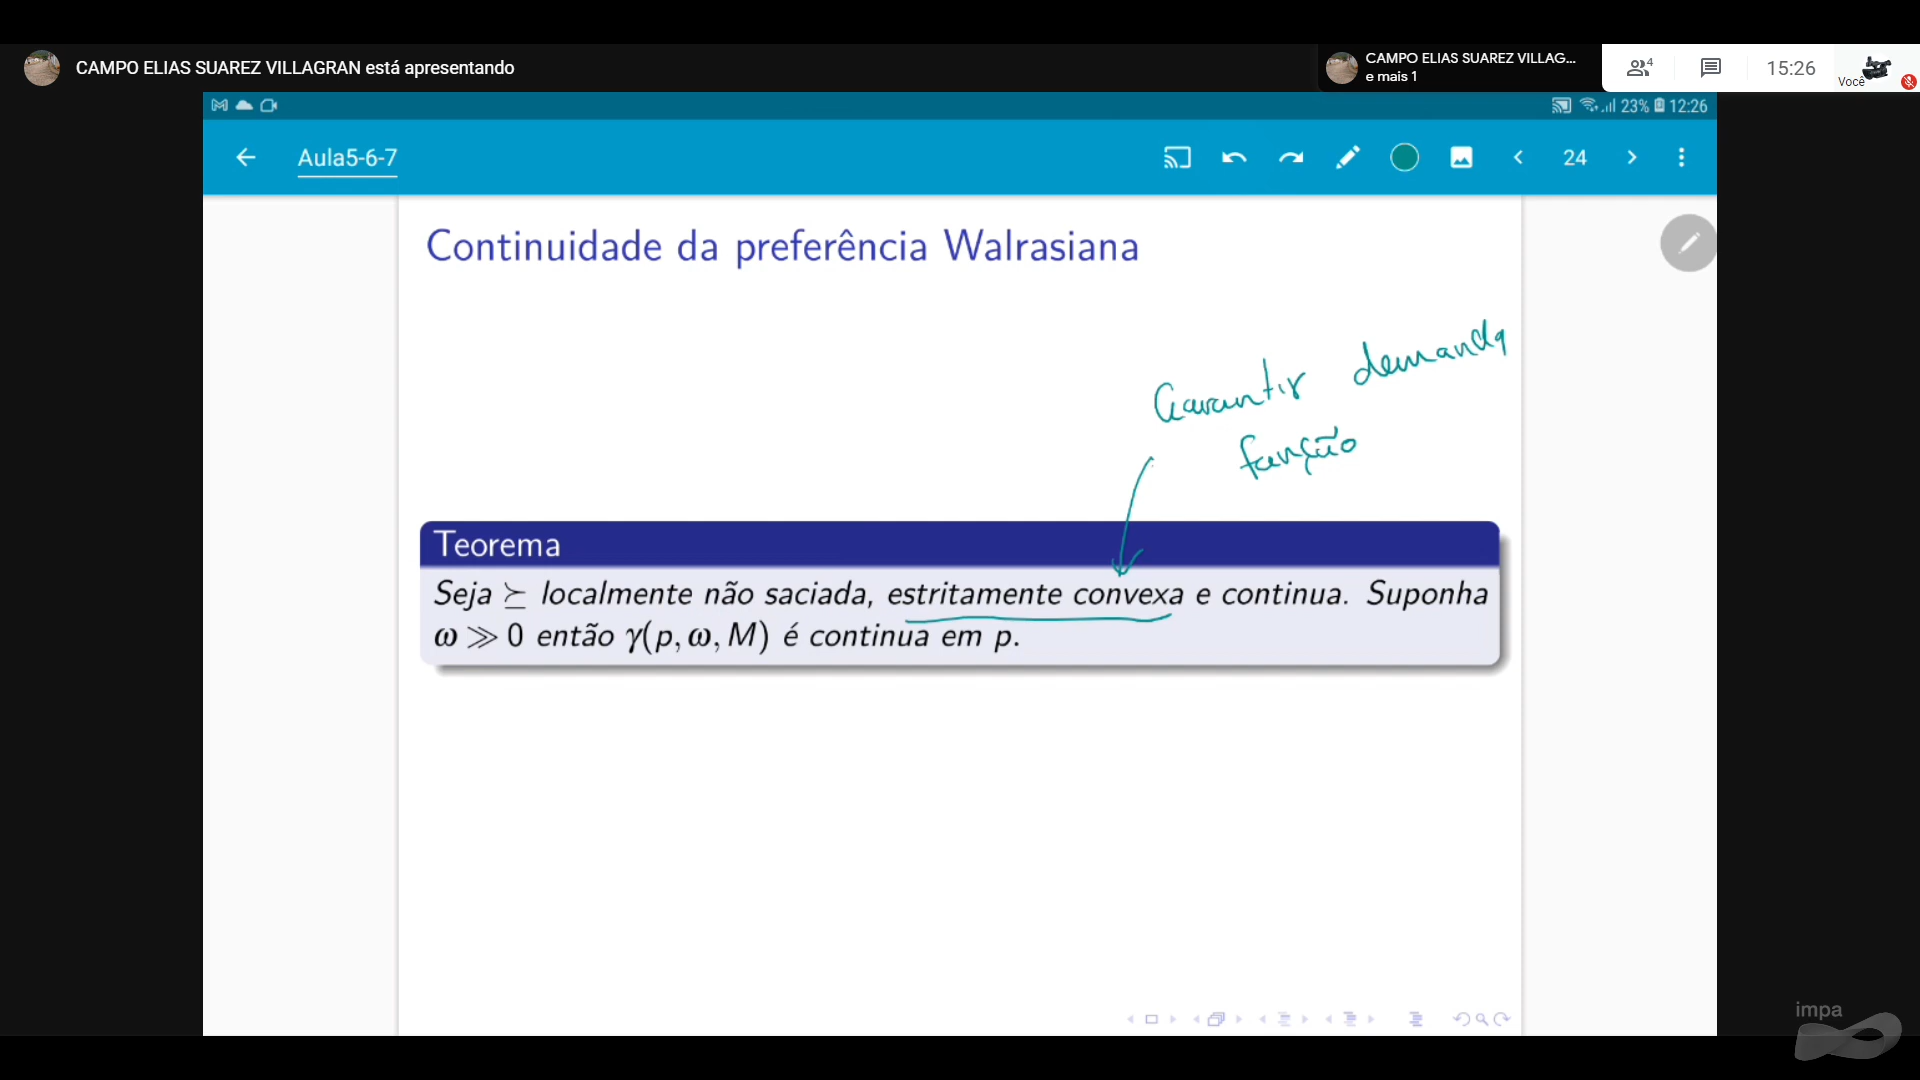 CAMPO ELIAS SUAREZ VILLAGRAN está apresentando
CAMPO ELIAS SUAREZ VILLAG...
e mais 1
4
15:26
Você
23% 12:26
Aula5-6-7
24
Continuidade da preferência Walrasiana
Garantir demanda
função
Teorema
Seja ⪰ localmente não saciada, estritamente convexa e continua. Suponha
ω ≫ 0 então γ(p, ω, M) é continua em p.
impa